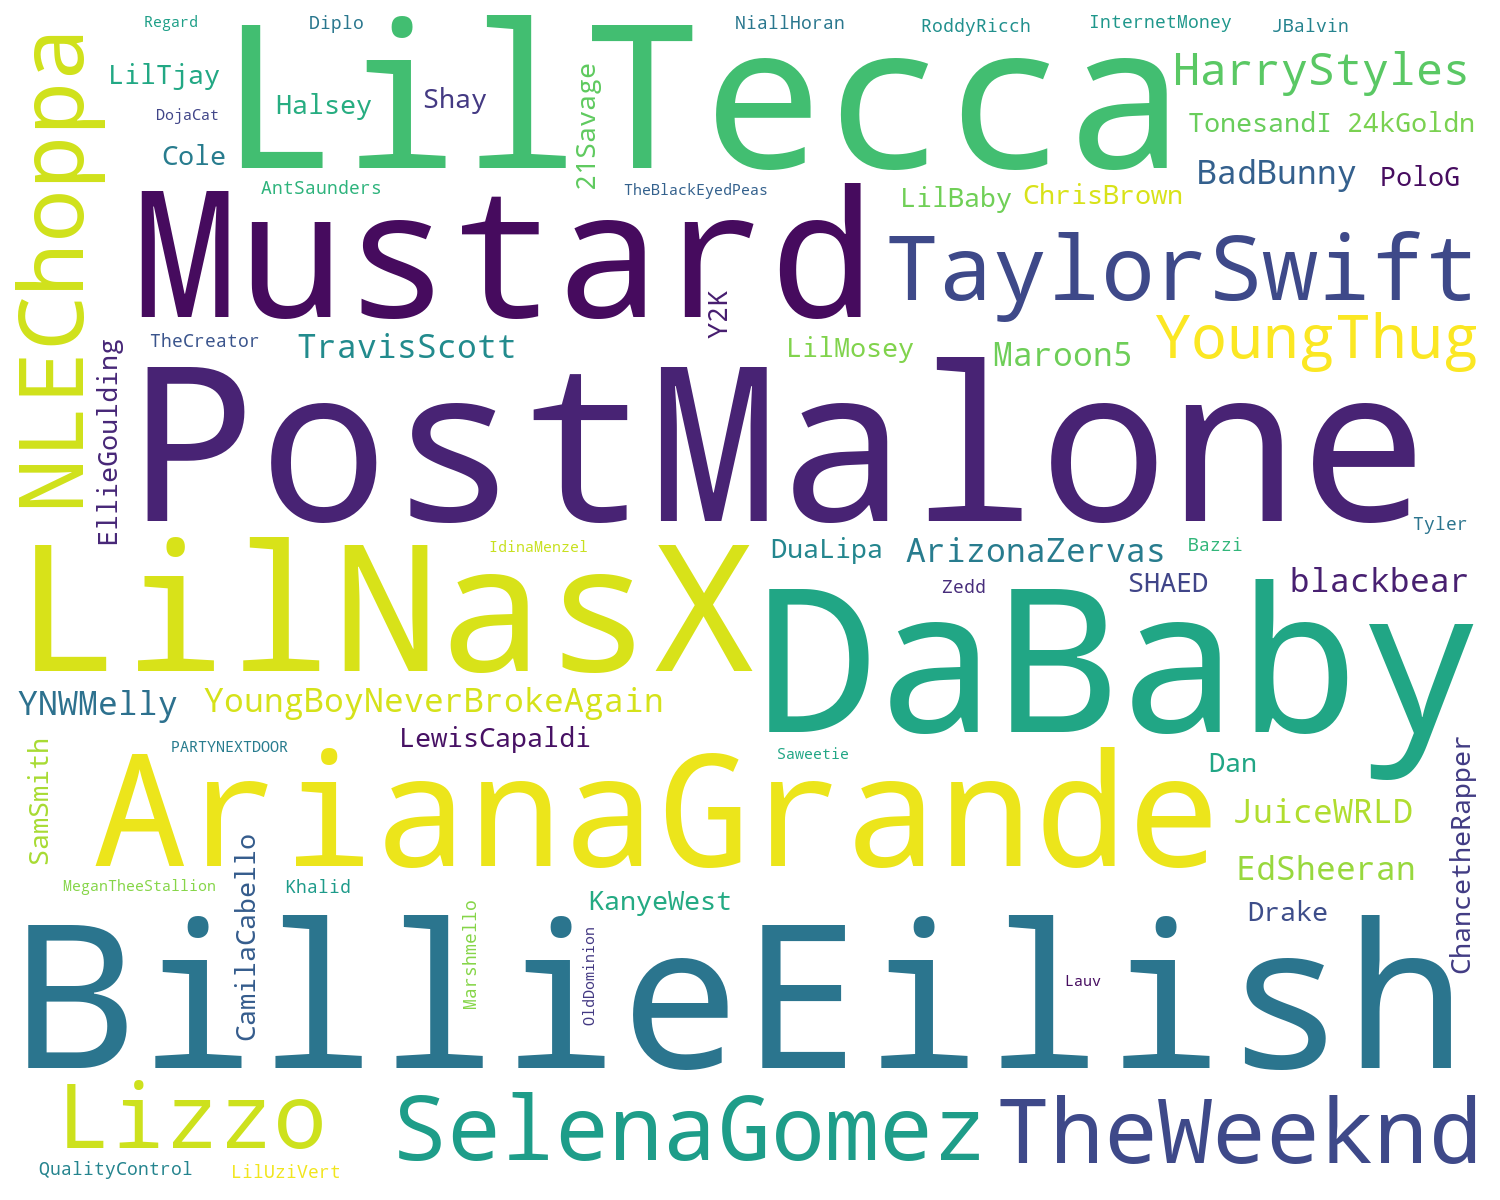 Regard
Diplo
NiallHoran
RoddyRicch
InternetMoney
JBalvin
NLEChoppa
LilTjay
LilTecca
Halsey
Shay
21Savage
HarryStyles
DojaCat
Cole
TonesandI
24kGoldn
BadBunny
PoloG
AntSaunders
TheBlackEyedPeas
LilBaby
ChrisBrown
Mustard
TaylorSwift
Y2K
TheCreator
TravisScott
LilMosey
Maroon5
YoungThug
EllieGoulding
PostMalone
Tyler
IdinaMenzel
DuaLipa
ArizonaZervas
Bazzi
LilNasX
Zedd
SHAED
blackbear
DaBaby
YNWMelly
YoungBoyNeverBrokeAgain
LewisCapaldi
SamSmith
PARTYNEXTDOOR
Saweetie
Dan
ArianaGrande
JuiceWRLD
ChancetheRapper
EdSheeran
MeganTheeStallion
CamilaCabello
Khalid
Marshmello
KanyeWest
Drake
OldDominion
BillieEilish
Lauv
Lizzo
SelenaGomez
TheWeeknd
QualityControl
LilUziVert